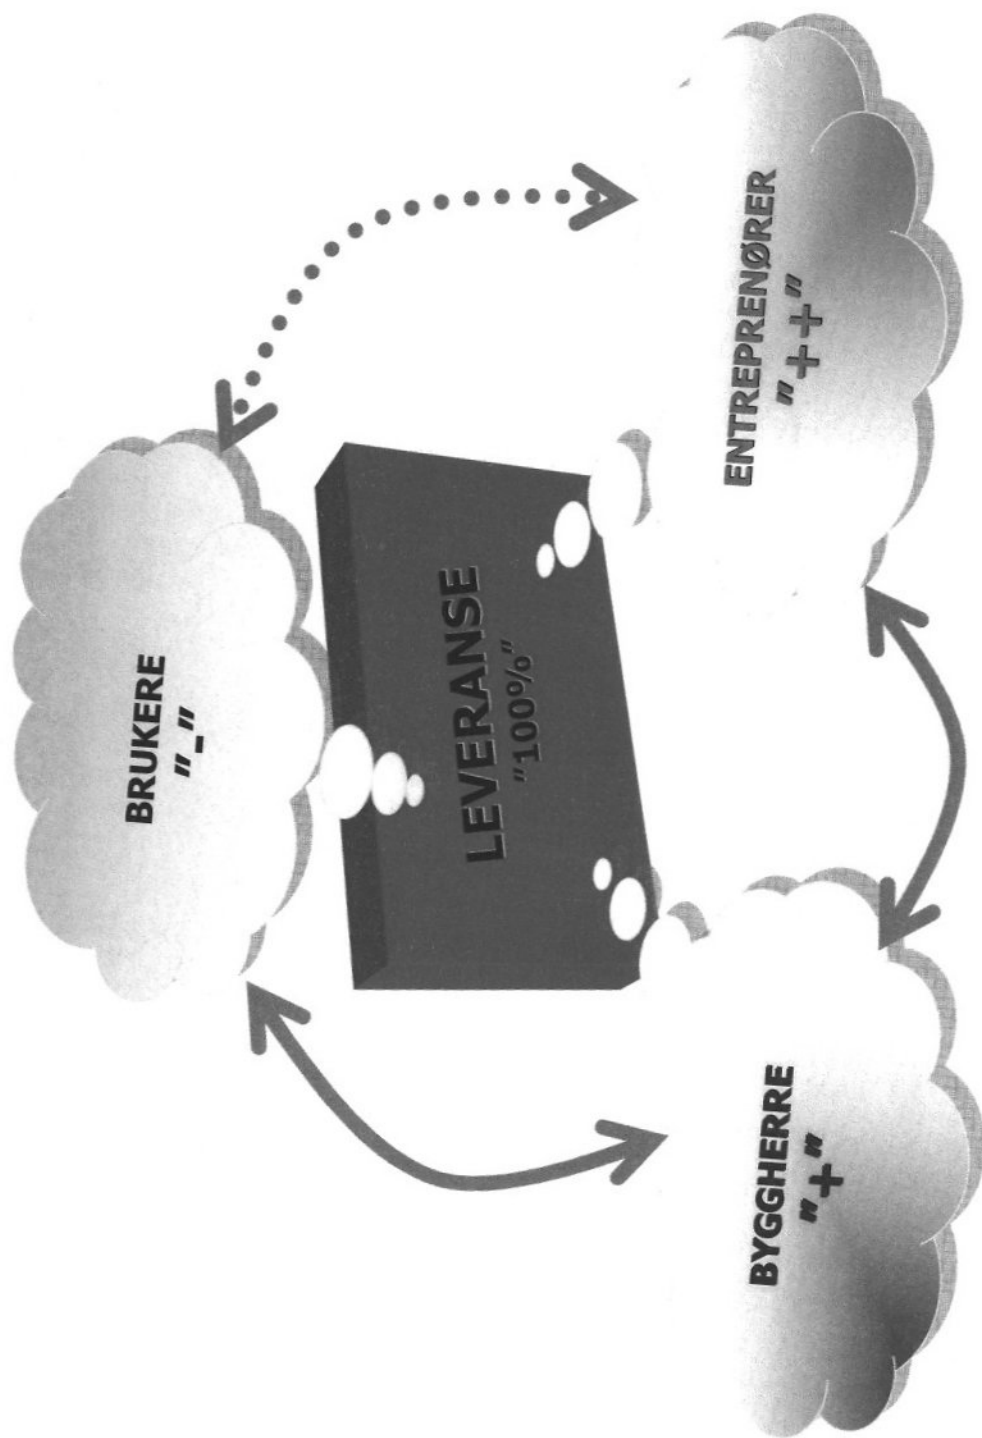 BRUKERE
"-"
LEVERANSE
"100%"
BYGGHERRE
"+"
ENTREPRENØRER
"++"